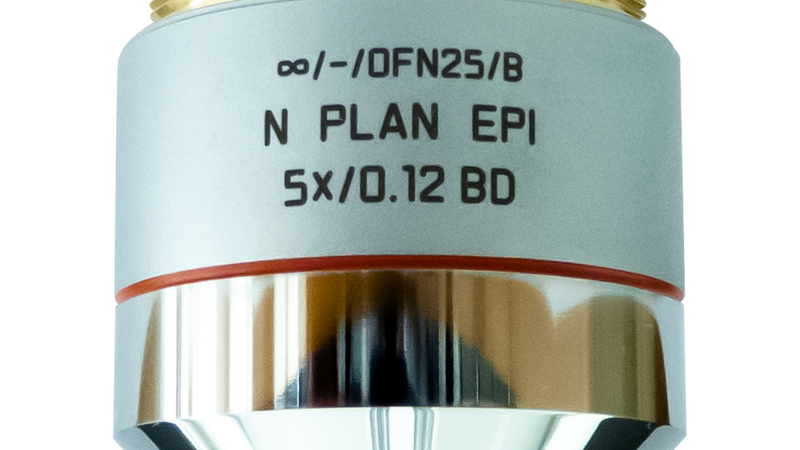 ∞/-/OFN25/B
N PLAN EPI
5x/0.12 BD